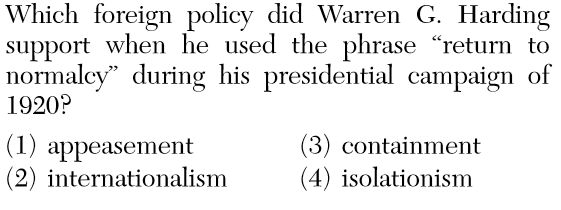 Which foreign policy did Warren G. Harding
support when he used the phrase “return to
normalcy” during his presidential campaign of
1920?
(1) appeasement (3) containment
(2) internationalism (4) isolationism